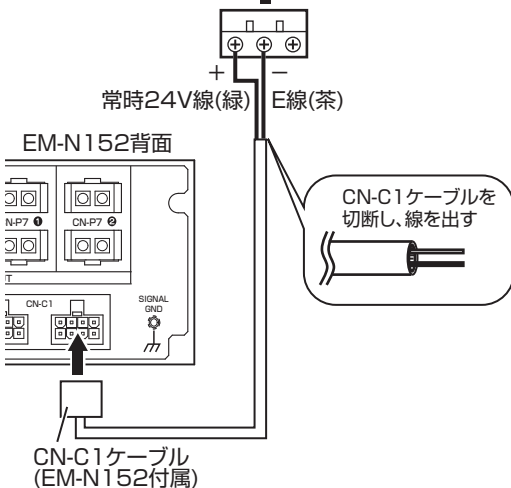 + −
常時24V線(緑) E線(茶)
EM-N152背面
CN-C1ケーブルを
切断し、線を出す
N-P7 ❶ CN-P7 ❷
UT
CN-C1
SIGNAL
GND
CN-C1ケーブル
(EM-N152付属)